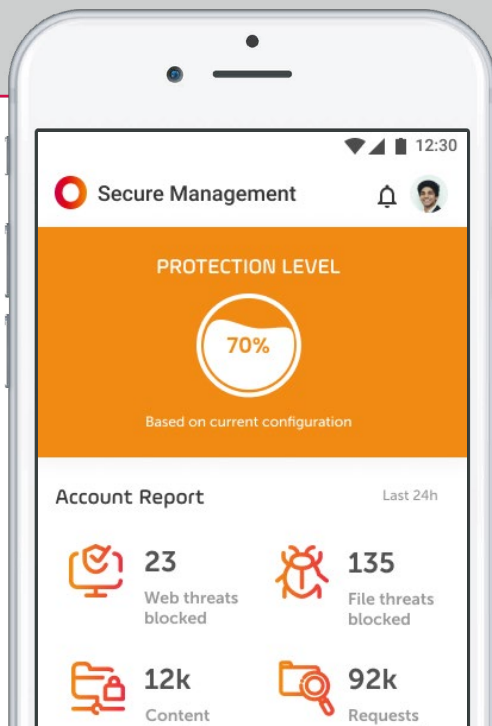 12:30
Secure Management
PROTECTION LEVEL
70%
Based on current configuration
Account Report
Last 24h
23
Web threats
blocked
135
File threats
blocked
12k
Content
92k
Requests